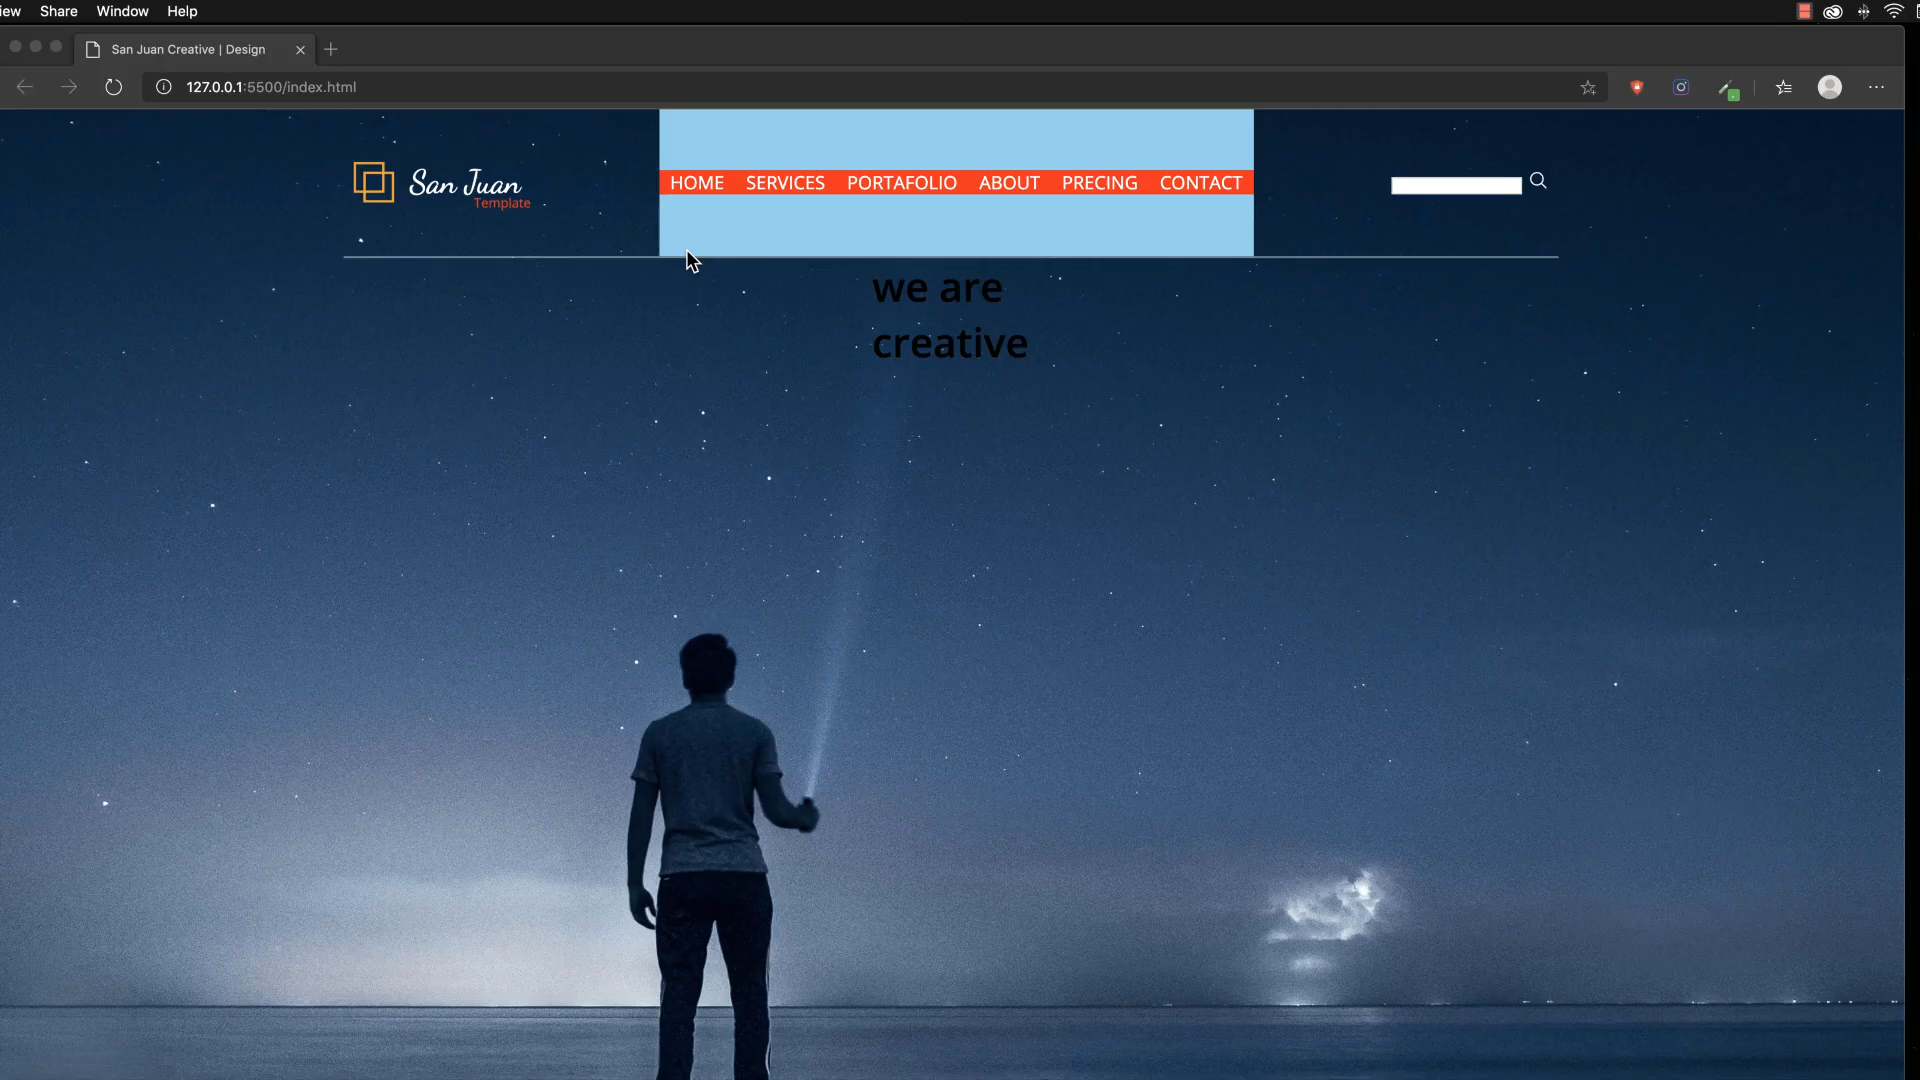 iew Share Window Help
San Juan Creative | Design
127.0.0.1:5500/index.html
San Juan
Template
HOME SERVICES PORTAFOLIO ABOUT PRECING CONTACT
we are
creative